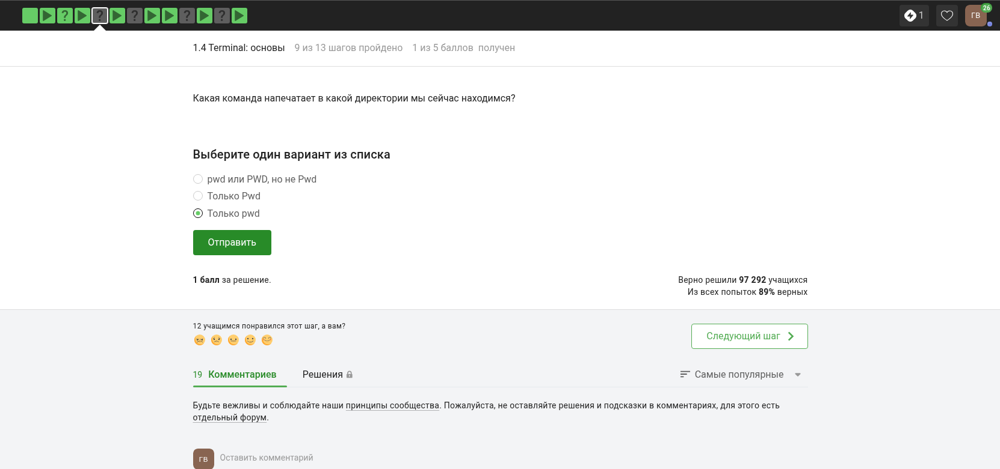 ? ? ? ? ?
1
ГВ
26
1.4 Terminal: основы 9 из 13 шагов пройдено 1 из 5 баллов получен
Какая команда напечатает в какой директории мы сейчас находимся?
Выберите один вариант из списка
pwd или PWD, но не Pwd
Только Pwd
Только pwd
Отправить
1 балл за решение.
Верно решили 97 292 учащихся
Из всех попыток 89% верных
12 учащимся понравился этот шаг, а вам?
Следующий шаг
19 Комментариев Решения Самые популярные
Будьте вежливы и соблюдайте наши принципы сообщества. Пожалуйста, не оставляйте решения и подсказки в комментариях, для этого есть
отдельный форум.
ГВ Оставить комментарий